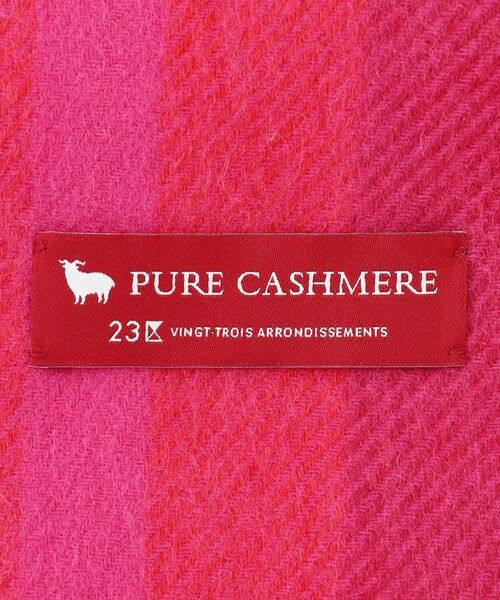 PURE CASHMERE
23区 VINGT-TROIS ARRONDISSEMENTS